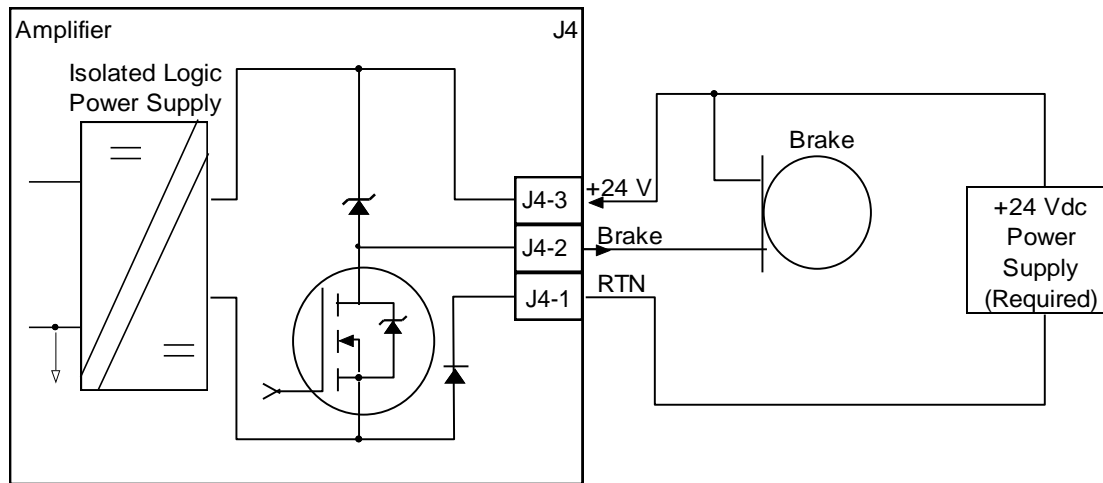 Amplifier
J4
Isolated Logic
Power Supply
J4-3
+24 V
J4-2
Brake
J4-1
RTN
Brake
+24 Vdc
Power
Supply
(Required)